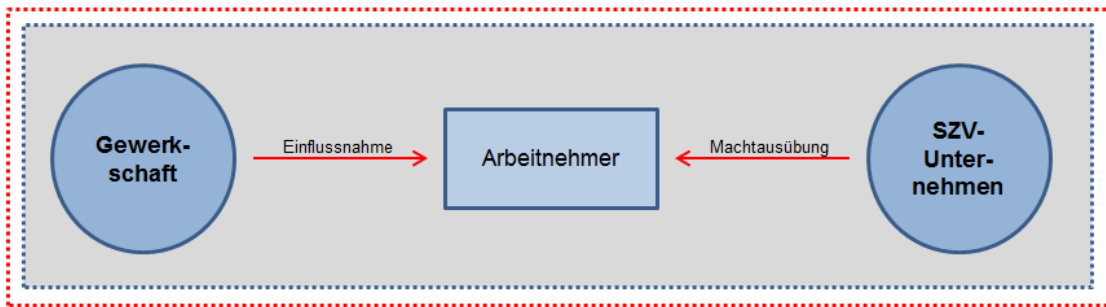 Gewerk-
schaft
Einflussnahme
Arbeitnehmer
Machtausübung
SZV-
Unter-
nehmen